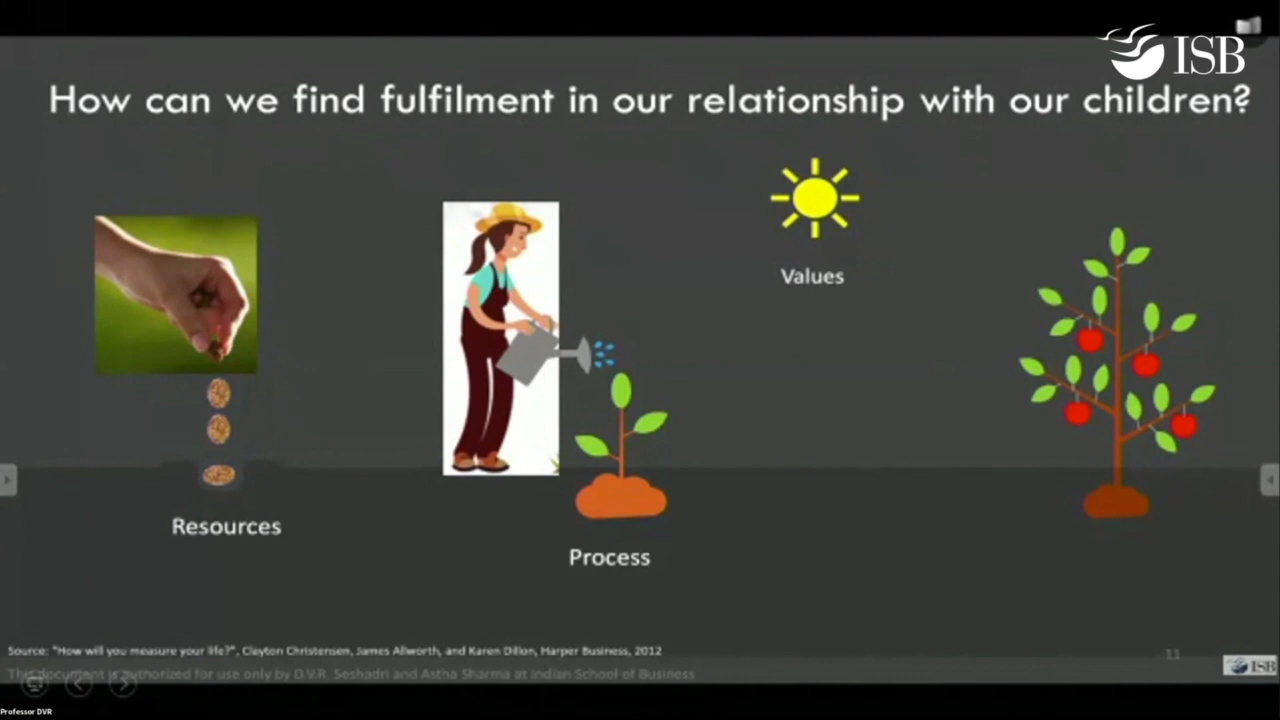 ISB
How can we find fulfilment in our relationship with our children?
Values
Resources
Process
Source: "How will you measure your life?", Clayton Christensen, James Allworth, and Karen Dillon, Harper Business, 2012
11
This document is authorized for use only by D.V.R. Seshadri and Astha Sharma at Indian School of Business
ISB
Professor DVR